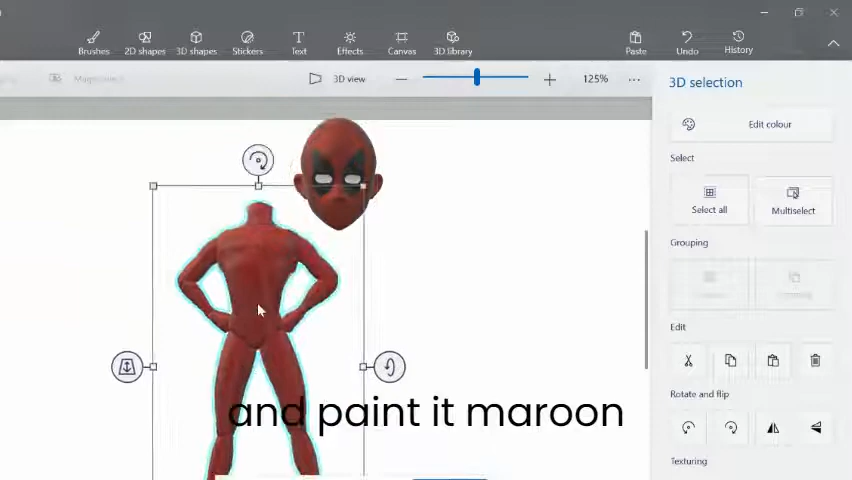 Brushes 2D shapes 3D shapes Stickers Text Effects Canvas 3D library Paste Undo History
3D view 125%
3D selection
Edit colour
Select
Select all Multiselect
Grouping
Edit
Rotate and flip
Texturing
and paint it maroon